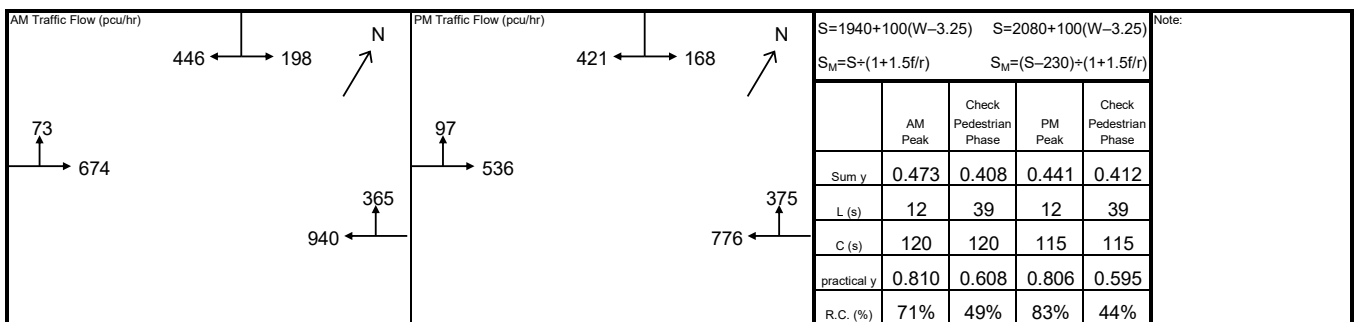 AM Traffic Flow (pcu/hr)
N
446 198
73
674
365
940
PM Traffic Flow (pcu/hr)
N
421 168
97
536
375
776
S=1940+100(W–3.25) S=2080+100(W–3.25)
SM=S÷(1+1.5f/r) SM=(S–230)÷(1+1.5f/r)
AM Peak Check Pedestrian Phase PM Peak Check Pedestrian Phase
Sum y 0.473 0.408 0.441 0.412
L (s) 12 39 12 39
C (s) 120 120 115 115
practical y 0.810 0.608 0.806 0.595
R.C. (%) 71% 49% 83% 44%
Note: